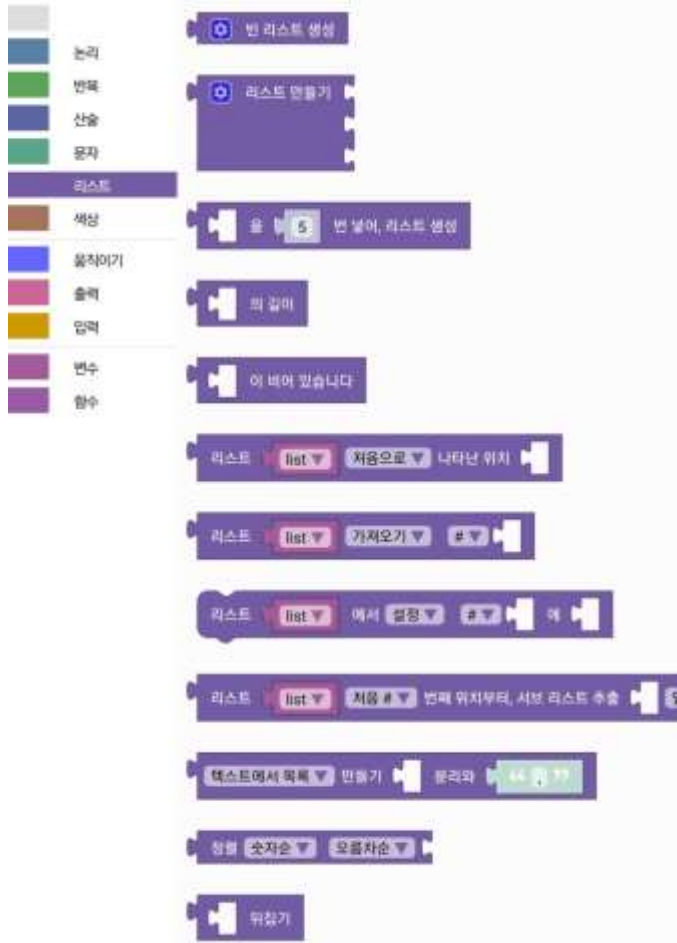 논리
반복
산술
문자
리스트
색상
움직이기
출력
입력
변수
함수
빈 리스트 생성
리스트 만들기
을 5 번 넣어, 리스트 생성
의 길이
이 비어 있습니다
리스트 list ▼ 처음으로 ▼ 나타난 위치
리스트 list ▼ 가져오기 ▼ # ▼
리스트 list ▼ 에서 설정 ▼ # ▼ 에
리스트 list ▼ 처음 # ▼ 번째 위치부터, 서브 리스트 추출
텍스트에서 목록 ▼ 만들기 분리와 “ , ”
정렬 숫자순 ▼ 오름차순 ▼
뒤집기